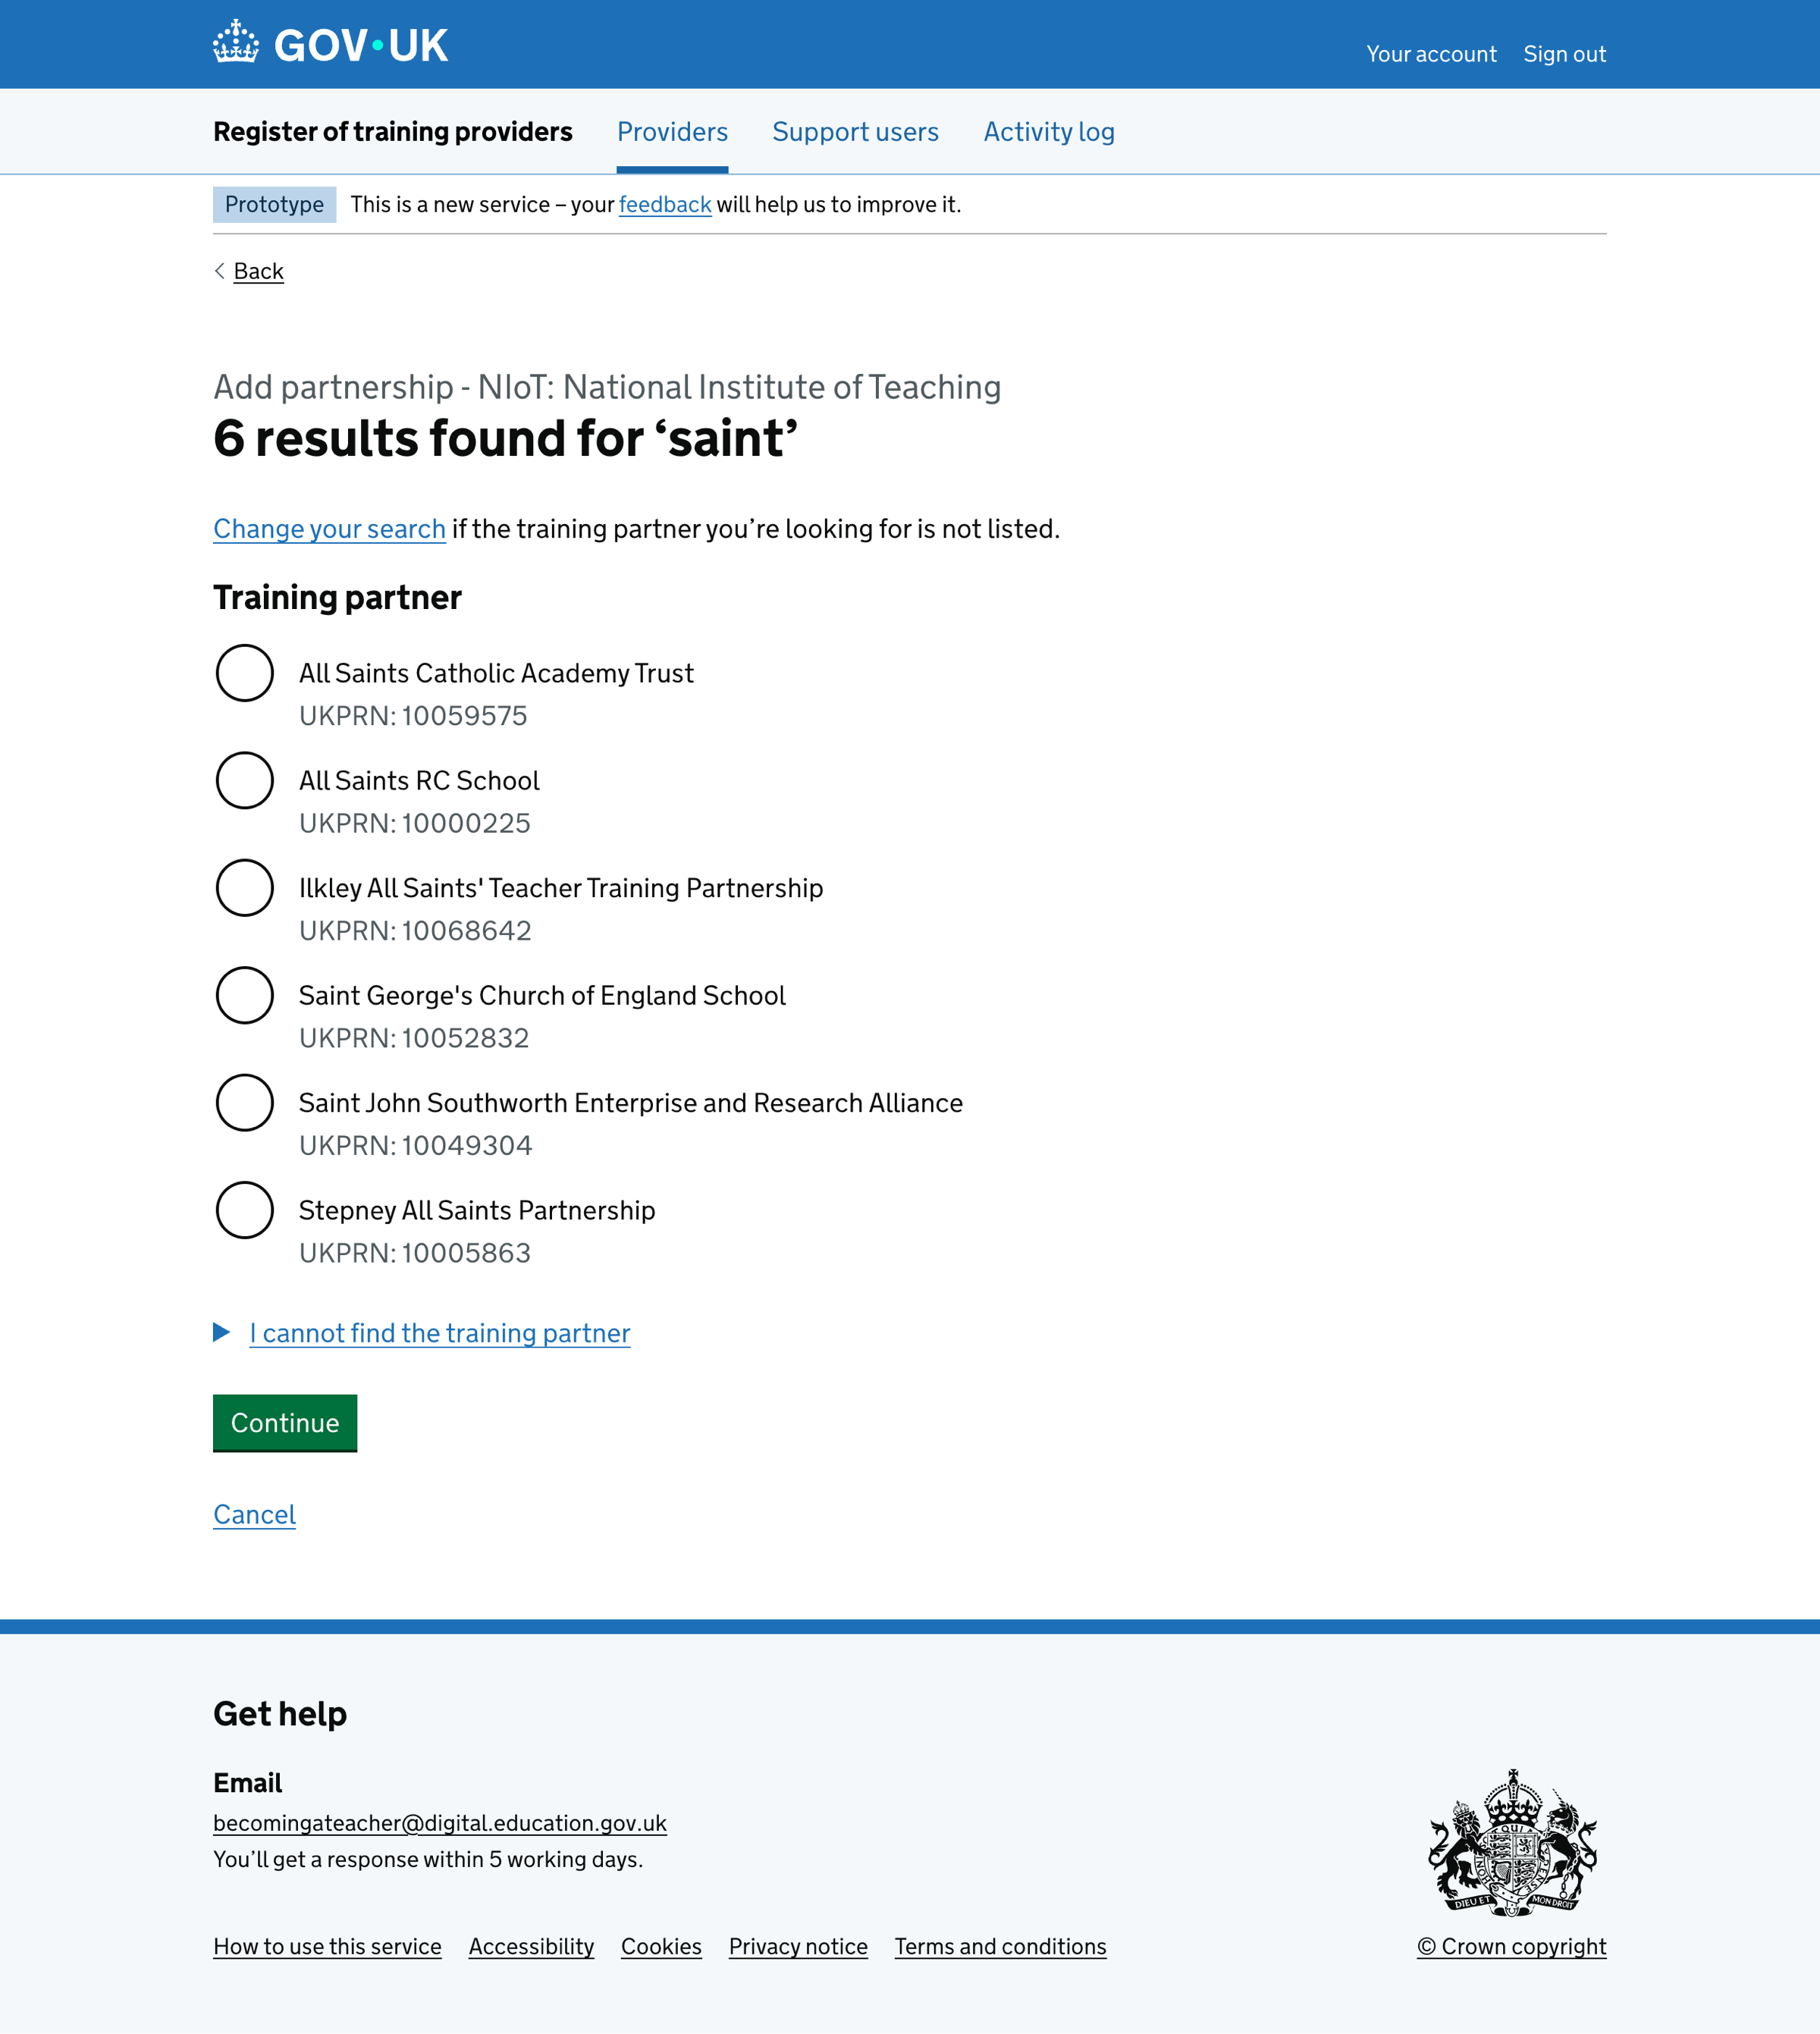 GOV·UK
Your account Sign out
Register of training providers Providers Support users Activity log
Prototype This is a new service – your feedback will help us to improve it.
Back
Add partnership - NIoT: National Institute of Teaching
6 results found for ‘saint’
Change your search if the training partner you’re looking for is not listed.
Training partner
All Saints Catholic Academy Trust
UKPRN: 10059575
All Saints RC School
UKPRN: 10000225
Ilkley All Saints' Teacher Training Partnership
UKPRN: 10068642
Saint George's Church of England School
UKPRN: 10052832
Saint John Southworth Enterprise and Research Alliance
UKPRN: 10049304
Stepney All Saints Partnership
UKPRN: 10005863
I cannot find the training partner
Continue
Cancel
Get help
Email
becomingateacher@digital.education.gov.uk
You’ll get a response within 5 working days.
DIEU ET MON DROIT
How to use this service Accessibility Cookies Privacy notice Terms and conditions
© Crown copyright